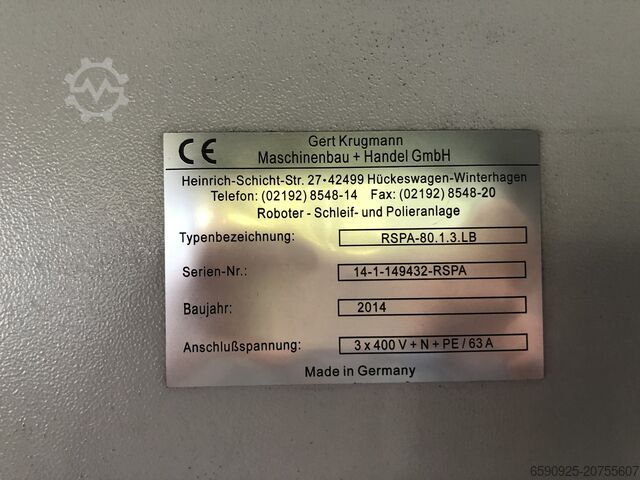 CE
Gert Krugmann
Maschinenbau + Handel GmbH
Heinrich-Schicht-Str. 27 • 42499 Hückeswagen-Winterhagen
Telefon: (02192) 8548-14 Fax: (02192) 8548-20
Roboter - Schleif- und Polieranlage
Typenbezeichnung: RSPA-80.1.3.LB
Serien-Nr.: 14-1-149432-RSPA
Baujahr: 2014
Anschlußspannung: 3 x 400 V + N + PE / 63 A
Made in Germany
6590925-20755607